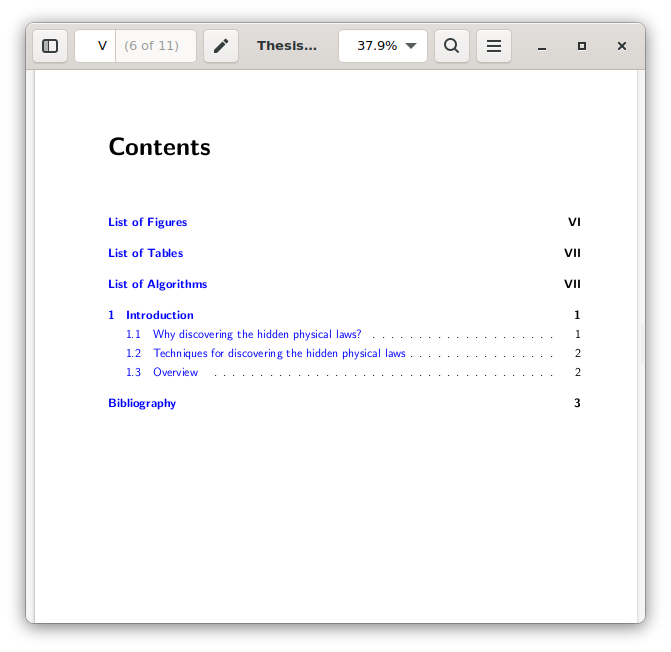 V (6 of 11) Thesis… 37.9%
Contents
List of Figures VI
List of Tables VII
List of Algorithms VII
1 Introduction 1
1.1 Why discovering the hidden physical laws? . . . . . . . . . . . . . . . . . . . . 1
1.2 Techniques for discovering the hidden physical laws . . . . . . . . . . . . . . . . 2
1.3 Overview . . . . . . . . . . . . . . . . . . . . . . . . . . . . . . . . . . . . . 2
Bibliography 3